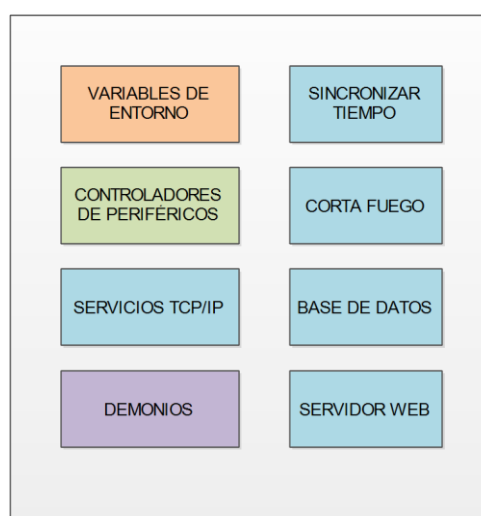 VARIABLES DE
ENTORNO
SINCRONIZAR
TIEMPO
CONTROLADORES
DE PERIFÉRICOS
CORTA FUEGO
SERVICIOS TCP/IP
BASE DE DATOS
DEMONIOS
SERVIDOR WEB